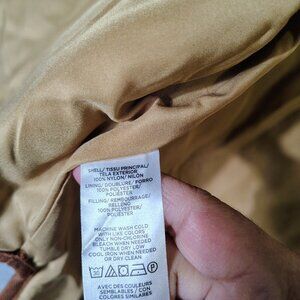 SHELL/ TISSU PRINCIPAL/
TELA EXTERIOR
100% NYLON/ NILON
LINING/ DOUBLURE/ FORRO
100% POLYESTER/
POLIÉSTER
FILLING/ REMBOURRAGE/
RELLENO
100% POLYESTER/
POLIÉSTER
MACHINE WASH COLD
WITH LIKE COLORS
ONLY NON-CHLORINE
BLEACH WHEN NEEDED
TUMBLE DRY LOW
COOL IRON WHEN NEEDED
OR DRY CLEAN
AVEC COULEURS
SEMBLABLES /
CON COLORES